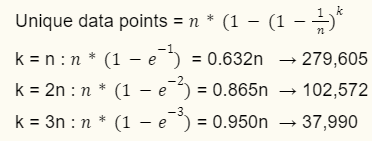 Unique data points = n * (1 − (1 − 1/n)^k
k = n : n * (1 − e^−1) = 0.632n → 279,605
k = 2n : n * (1 − e^−2) = 0.865n → 102,572
k = 3n : n * (1 − e^−3) = 0.950n → 37,990